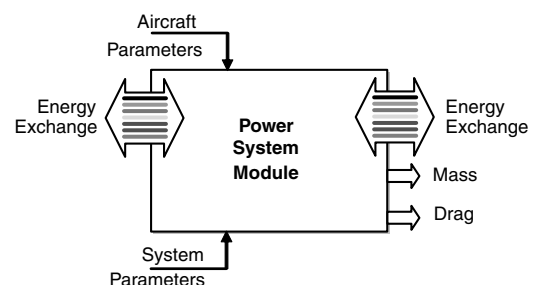 Aircraft
Parameters
Energy
Exchange
Power
System
Module
Energy
Exchange
Mass
Drag
System
Parameters